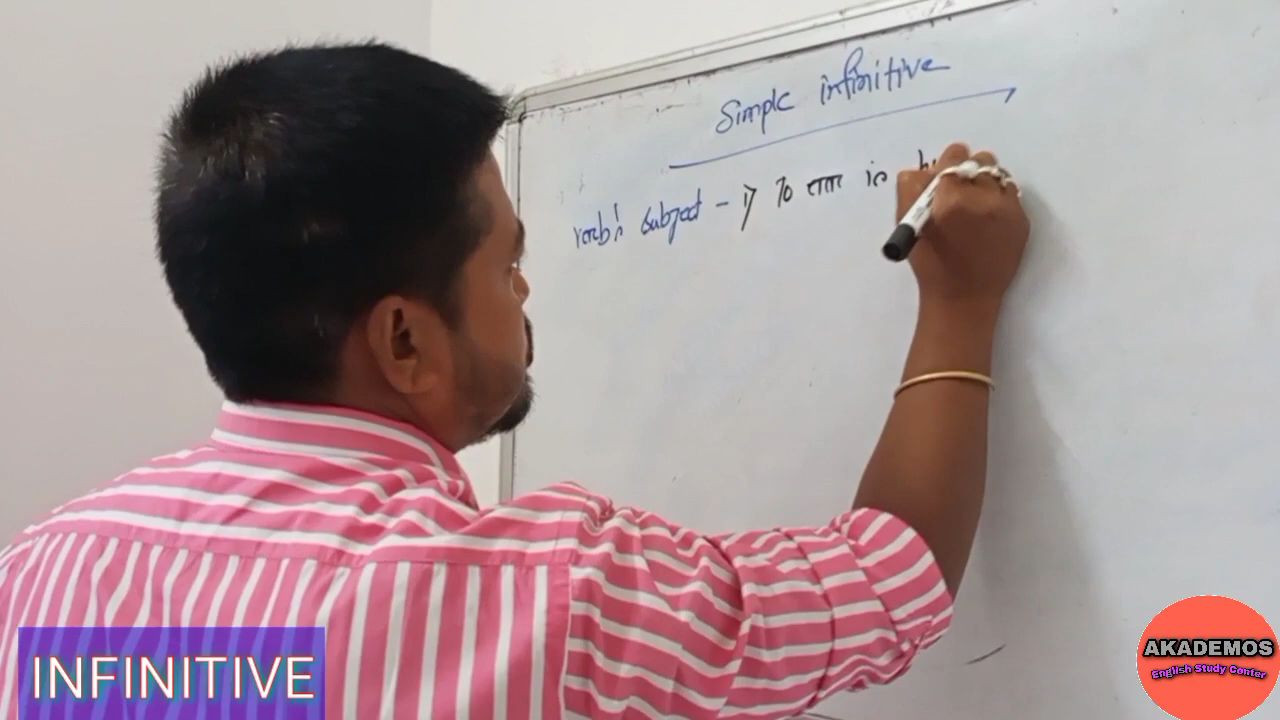 Simple infinitive
verb's subject - 1) To
INFINITIVE
AKADEMOS
English Study Center